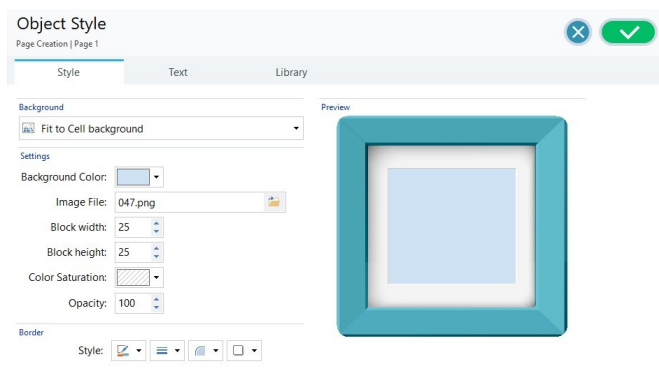 Object Style
Page Creation | Page 1
Style Text Library
Background
Fit to Cell background
Settings
Background Color:
Image File: 047.png
Block width: 25
Block height: 25
Color Saturation:
Opacity: 100
Border
Style:
Preview